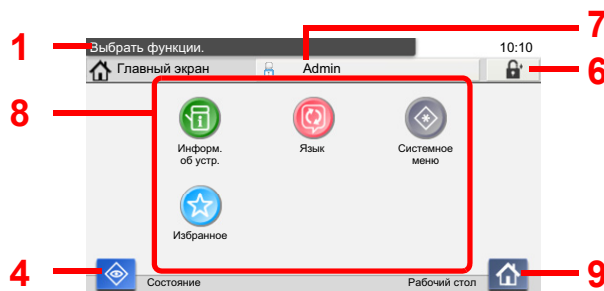 7
1
Выбрать функции.
10:10
Главный экран
Admin
6
8
Информ.
об устр.
Язык
Системное
меню
Избранное
4
Состояние
Рабочий стол
9